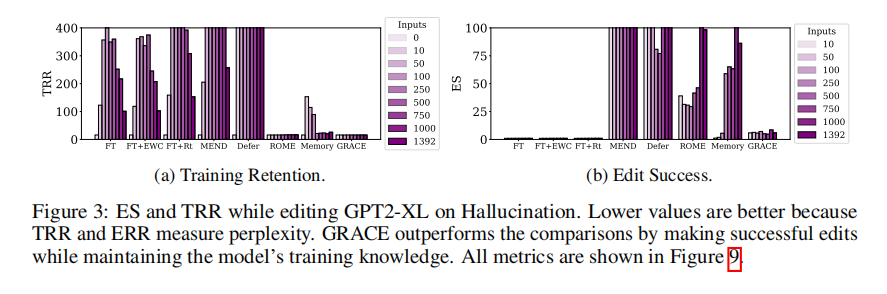 400
300
200
100
0
TRR
FT FT+EWC FT+Rt MEND Defer ROME Memory GRACE
Inputs
0
10
50
100
250
500
750
1000
1392
(a) Training Retention.
100
75
50
25
0
ES
FT FT+EWC FT+Rt MEND Defer ROME Memory GRACE
Inputs
10
50
100
250
500
750
1000
1392
(b) Edit Success.
Figure 3: ES and TRR while editing GPT2-XL on Hallucination. Lower values are better because
TRR and ERR measure perplexity. GRACE outperforms the comparisons by making successful edits
while maintaining the model's training knowledge. All metrics are shown in Figure 9.